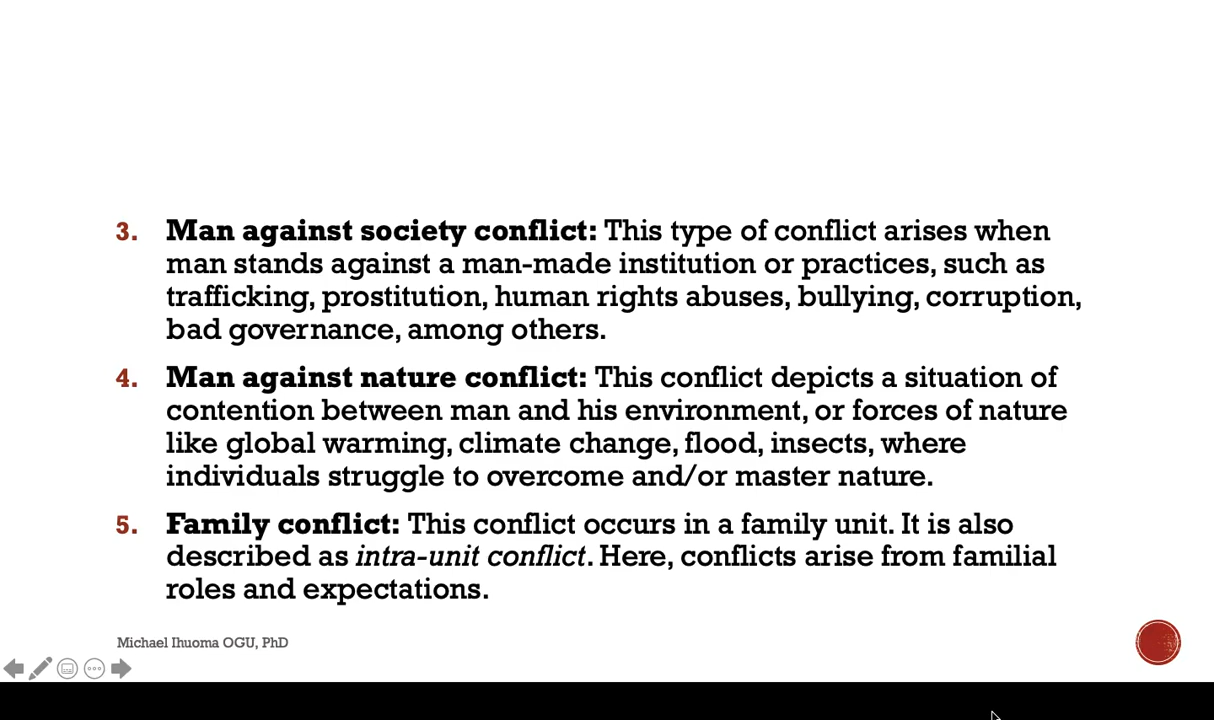 3. Man against society conflict: This type of conflict arises when
man stands against a man-made institution or practices, such as
trafficking, prostitution, human rights abuses, bullying, corruption,
bad governance, among others.
4. Man against nature conflict: This conflict depicts a situation of
contention between man and his environment, or forces of nature
like global warming, climate change, flood, insects, where
individuals struggle to overcome and/or master nature.
5. Family conflict: This conflict occurs in a family unit. It is also
described as intra-unit conflict. Here, conflicts arise from familial
roles and expectations.
Michael Ihuoma OGU, PhD